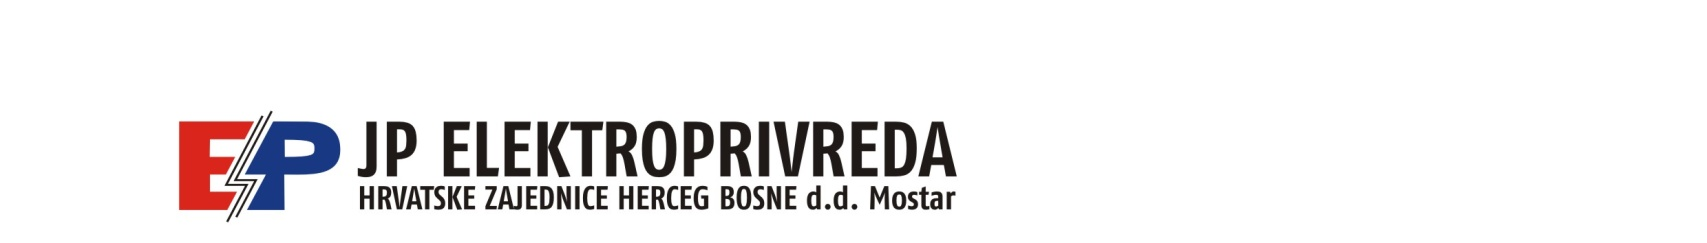 EP JP ELEKTROPRIVREDA
HRVATSKE ZAJEDNICE HERCEG BOSNE d.d. Mostar